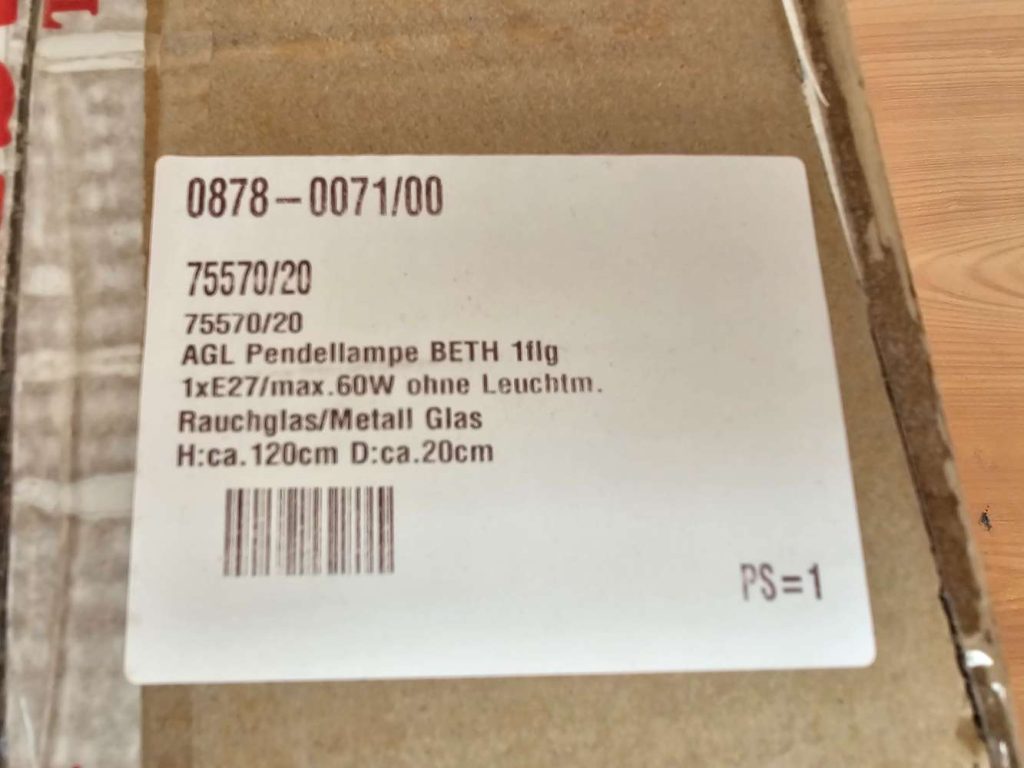 0878-0071/00
75570/20
75570/20
AGL Pendellampe BETH 1flg
1xE27/max.60W ohne Leuchtm.
Rauchglas/Metall Glas
H:ca.120cm D:ca.20cm
PS=1